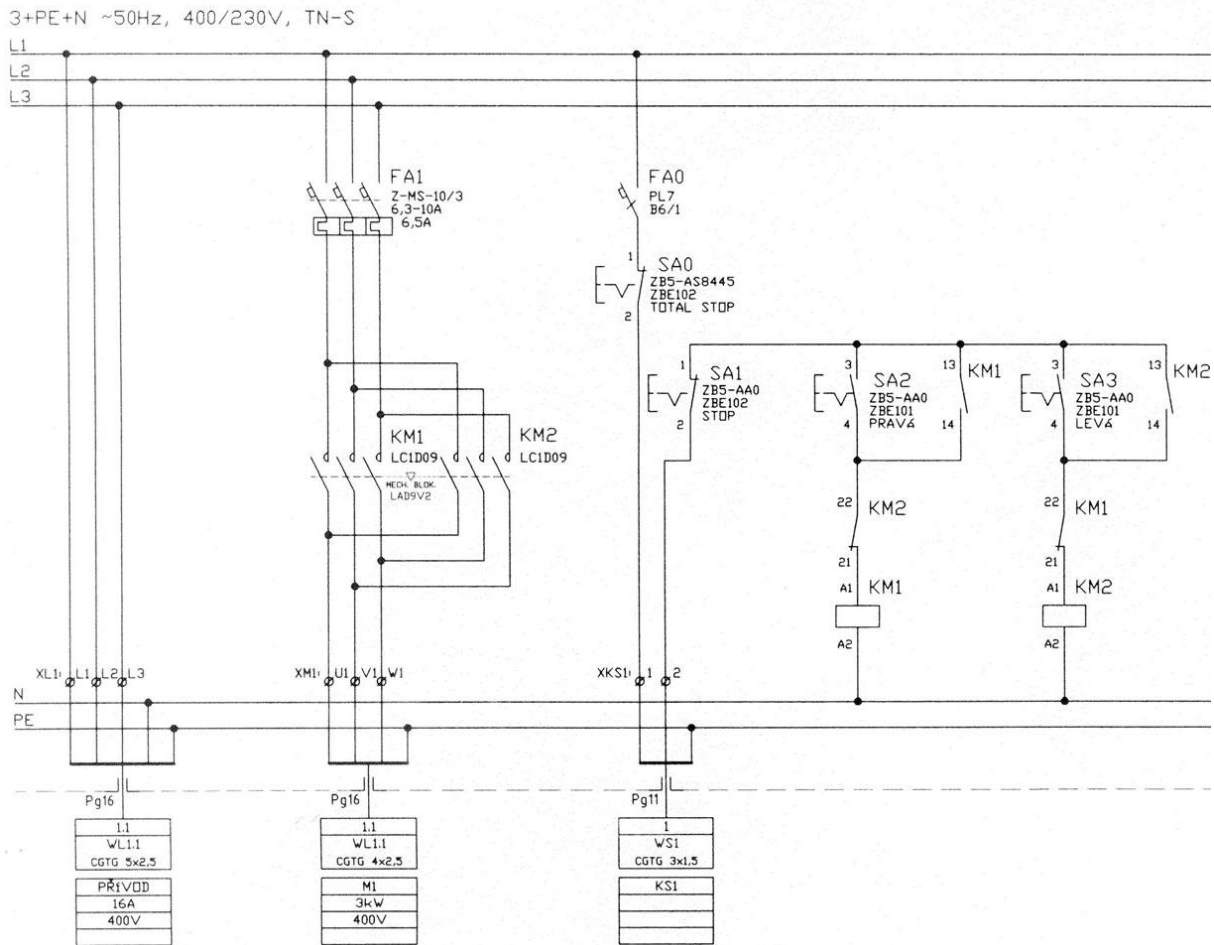 3+PE+N ~50Hz, 400/230V, TN-S
L1
L2
L3
FA1
Z-MS-10/3
6,3-10A
6,5A
FA0
PL7
B6/1
1
SA0
ZB5-AS8445
ZBE102
TOTAL STOP
2
1
SA1
ZB5-AA0
ZBE102
STOP
2
3
SA2
ZB5-AA0
ZBE101
PRAVÁ
4
13
KM1
14
3
SA3
ZB5-AA0
ZBE101
LEVÁ
4
13
KM2
14
KM1
LC1D09
KM2
LC1D09
MECH. BLOK.
LAD9V2
22
KM2
21
A1
KM1
A2
22
KM1
21
A1
KM2
A2
XL1: L1 L2 L3
XM1: U1 V1 W1
XKS1: 1 2
N
PE
Pg16
Pg16
Pg11
1.1
WL1.1
CGTG 5x2,5
PŘÍVOD
16A
400V
1.1
WL1.1
CGTG 4x2,5
M1
3kW
400V
1
WS1
CGTG 3x1,5
KS1